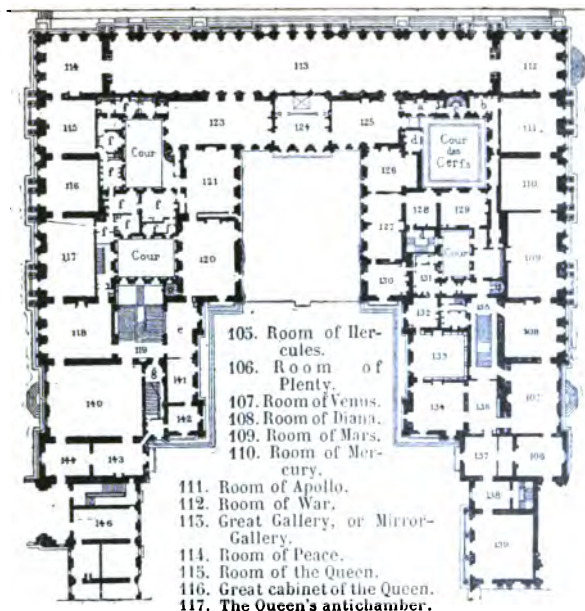 114 113 112
115 f 123 124 125 a b 111
f Cour d Cour
des
Cerfs
116 f 121 126 110
f f 128 129
f f 127
117 Cour 120 Cour 109
130 131
118 c 132 108
119 133
g 141
140 134 107
142 136
144 143 137 106
138
146 139
105. Room of Her-
cules.
106. Room of
Plenty.
107. Room of Venus.
108. Room of Diana.
109. Room of Mars.
110. Room of Mer-
cury.
111. Room of Apollo.
112. Room of War.
113. Great Gallery, or Mirror-
Gallery.
114. Room of Peace.
115. Room of the Queen.
116. Great cabinet of the Queen.
117. The Queen's antichamber.